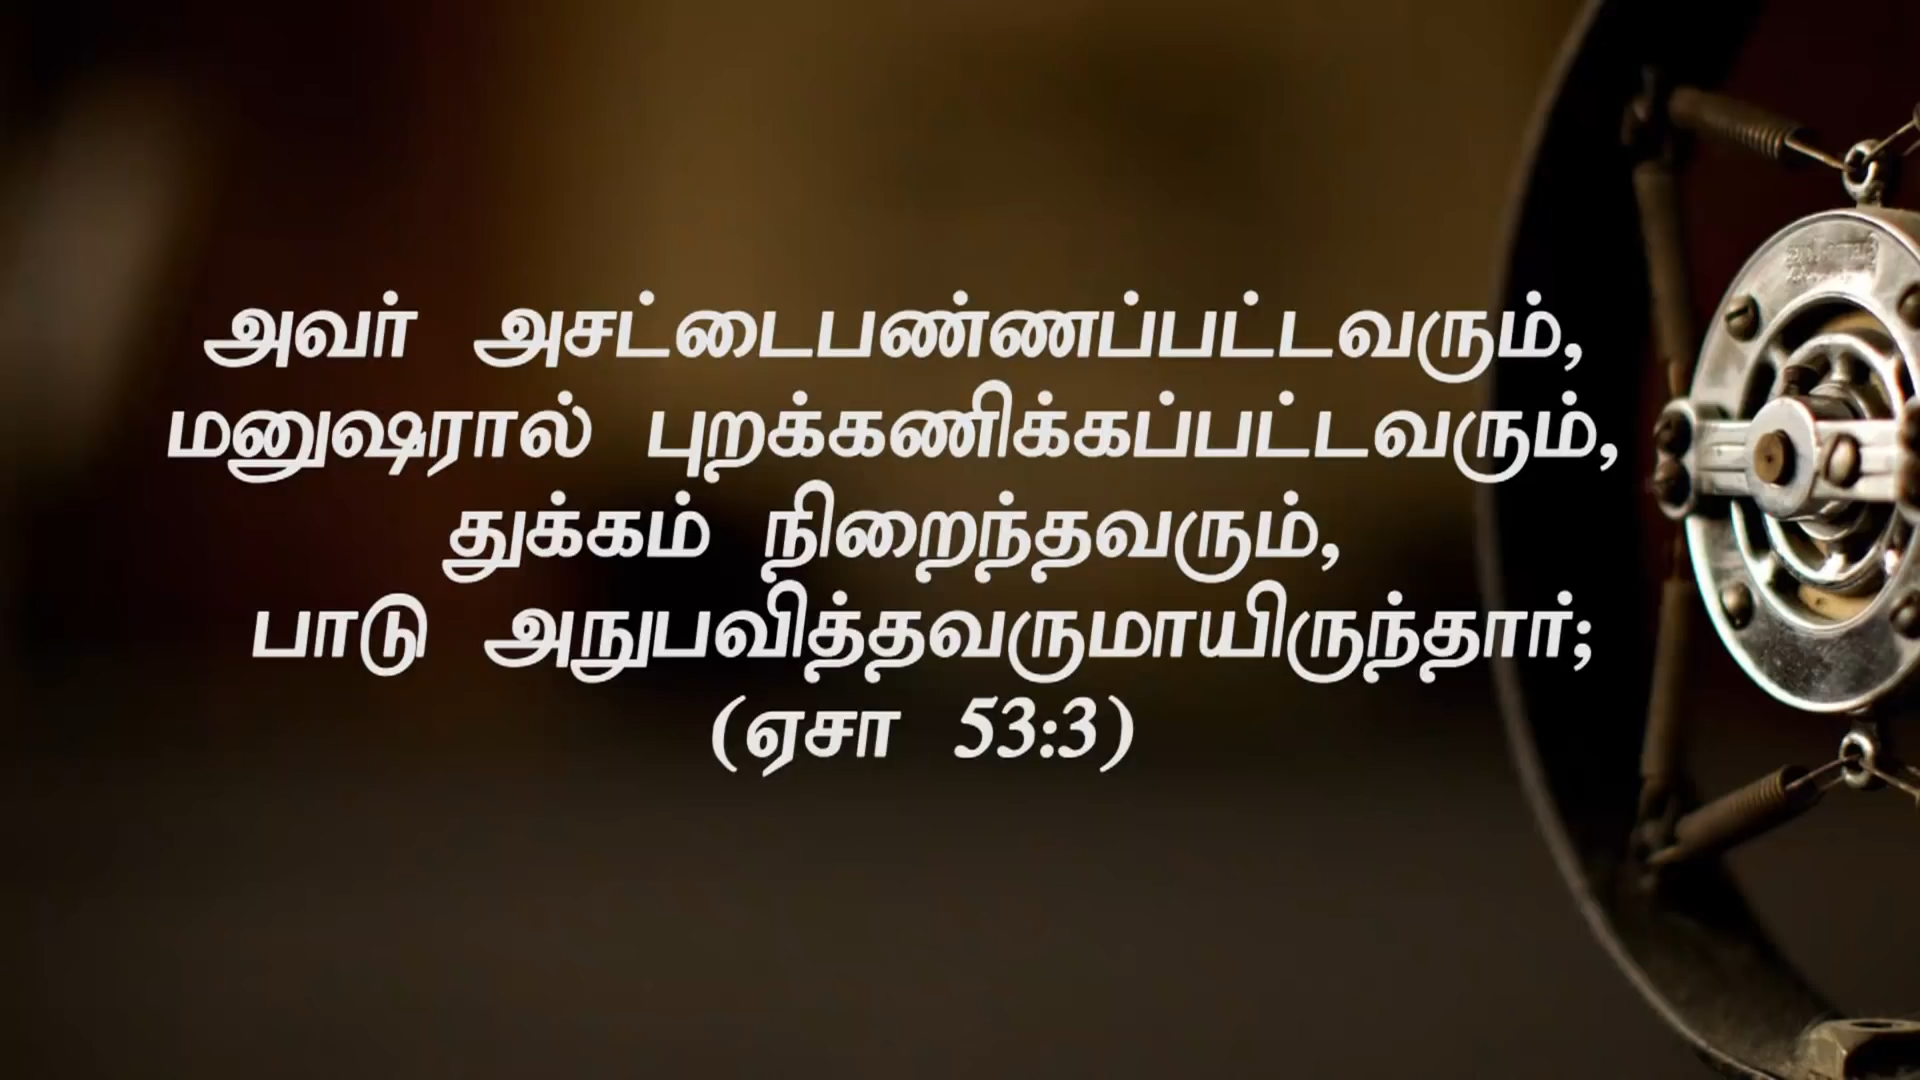 அவர் அசட்டைபண்ணப்பட்டவரும்,
மனுஷரால் புறக்கணிக்கப்பட்டவரும்,
துக்கம் நிறைந்தவரும்,
பாடு அநுபவித்தவருமாயிருந்தார்;
(ஏசா 53:3)